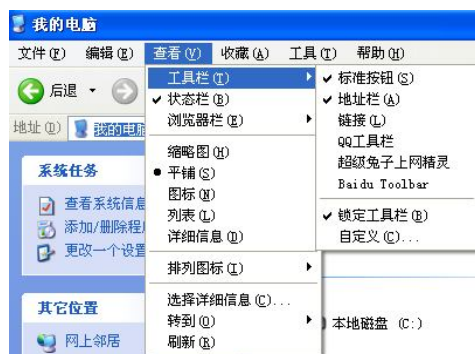 我的电脑
文件(F) 编辑(E) 查看(V) 收藏(A) 工具(T) 帮助(H)
后退
地址(D) 我的电脑
工具栏(T)
状态栏(B)
浏览器栏(E)
缩略图(H)
平铺(S)
图标(N)
列表(L)
详细信息(D)
排列图标(I)
选择详细信息(C)...
转到(O)
刷新(R)
标准按钮(S)
地址栏(A)
链接(L)
QQ工具栏
超级兔子上网精灵
Baidu Toolbar
锁定工具栏(B)
自定义(C)...
系统任务
查看系统信息
添加/删除程
更改一个设置
其它位置
网上邻居
本地磁盘 (C:)